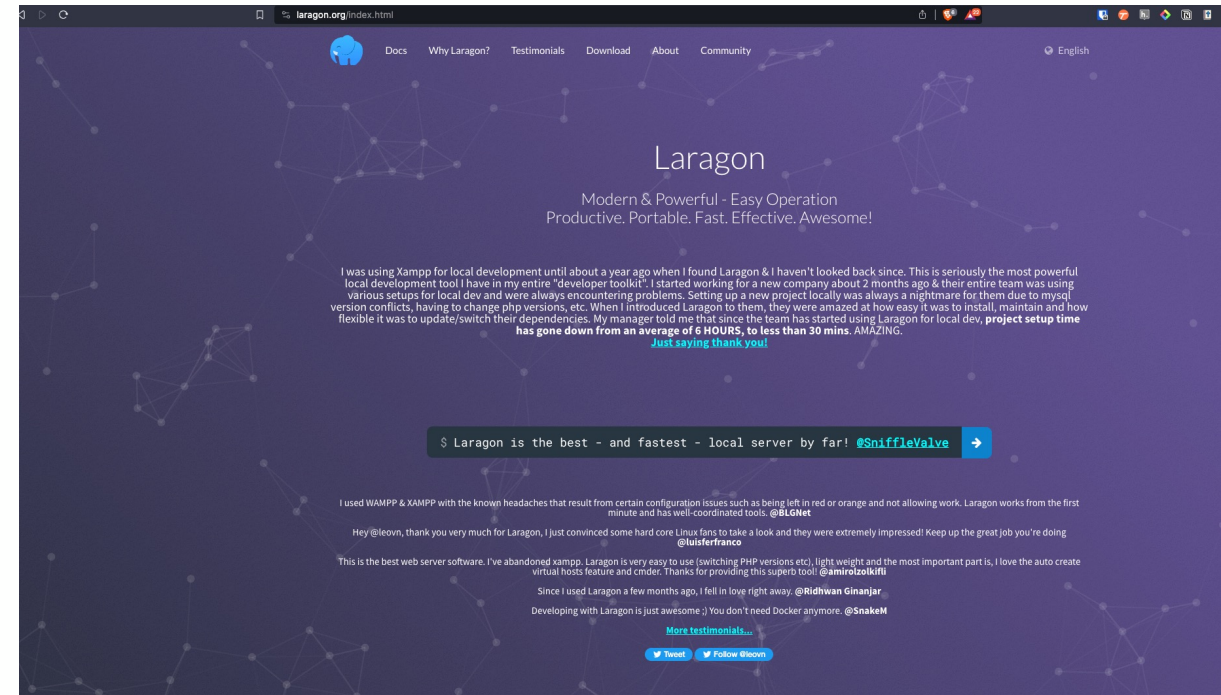 laragon.org/index.html
Docs
Why Laragon?
Testimonials
Download
About
Community
English
Laragon
Modern & Powerful - Easy Operation
Productive. Portable. Fast. Effective. Awesome!
I was using Xampp for local development until about a year ago when I found Laragon & I haven't looked back since. This is seriously the most powerful
local development tool I have in my entire "developer toolkit". I started working for a new company about 2 months ago & their entire team was using
various setups for local dev and were always encountering problems. Setting up a new project locally was always a nightmare for them due to mysql
version conflicts, having to change php versions, etc. When I introduced Laragon to them, they were amazed at how easy it was to install, maintain and how
flexible it was to update/switch their dependencies. My manager told me that since the team has started using Laragon for local dev, project setup time
has gone down from an average of 6 HOURS, to less than 30 mins. AMAZING.
Just saying thank you!
$ Laragon is the best - and fastest - local server by far! @SniffleValve
I used WAMPP & XAMPP with the known headaches that result from certain configuration issues such as being left in red or orange and not allowing work. Laragon works from the first
minute and has well-coordinated tools. @BLGNet
Hey @leovn, thank you very much for Laragon, I just convinced some hard core Linux fans to take a look and they were extremely impressed! Keep up the great job you're doing
@luisferfranco
This is the best web server software. I've abandoned xampp. Laragon is very easy to use (switching PHP versions etc), light weight and the most important part is, I love the auto create
virtual hosts feature and cmder. Thanks for providing this superb tool! @amirolzolkifli
Since I used Laragon a few months ago, I fell in love right away. @Ridhwan Ginanjar
Developing with Laragon is just awesome ;) You don't need Docker anymore. @SnakeM
More testimonials...
Tweet
Follow @leovn